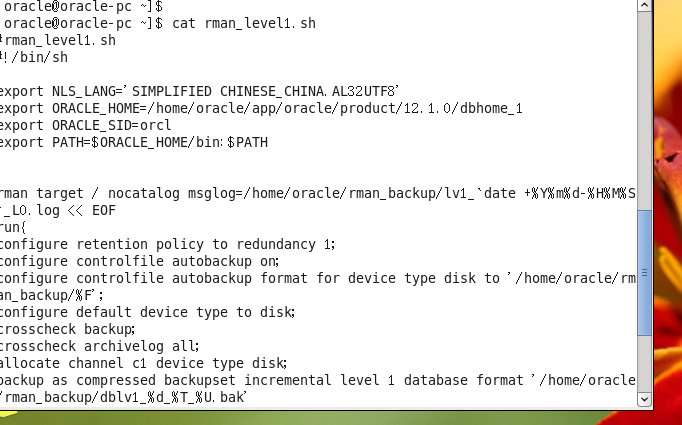 oracle@oracle-pc ~]$
oracle@oracle-pc ~]$ cat rman_level1.sh
#rman_level1.sh
#!/bin/sh
export NLS_LANG='SIMPLIFIED CHINESE_CHINA.AL32UTF8'
export ORACLE_HOME=/home/oracle/app/oracle/product/12.1.0/dbhome_1
export ORACLE_SID=orcl
export PATH=$ORACLE_HOME/bin:$PATH
rman target / nocatalog msglog=/home/oracle/rman_backup/lv1_`date +%Y%m%d-%H%M%S
`_L0.log << EOF
run{
configure retention policy to redundancy 1;
configure controlfile autobackup on;
configure controlfile autobackup format for device type disk to '/home/oracle/rm
an_backup/%F';
configure default device type to disk;
crosscheck backup;
crosscheck archivelog all;
allocate channel c1 device type disk;
backup as compressed backupset incremental level 1 database format '/home/oracle
/rman_backup/dblv1_%d_%T_%U.bak'